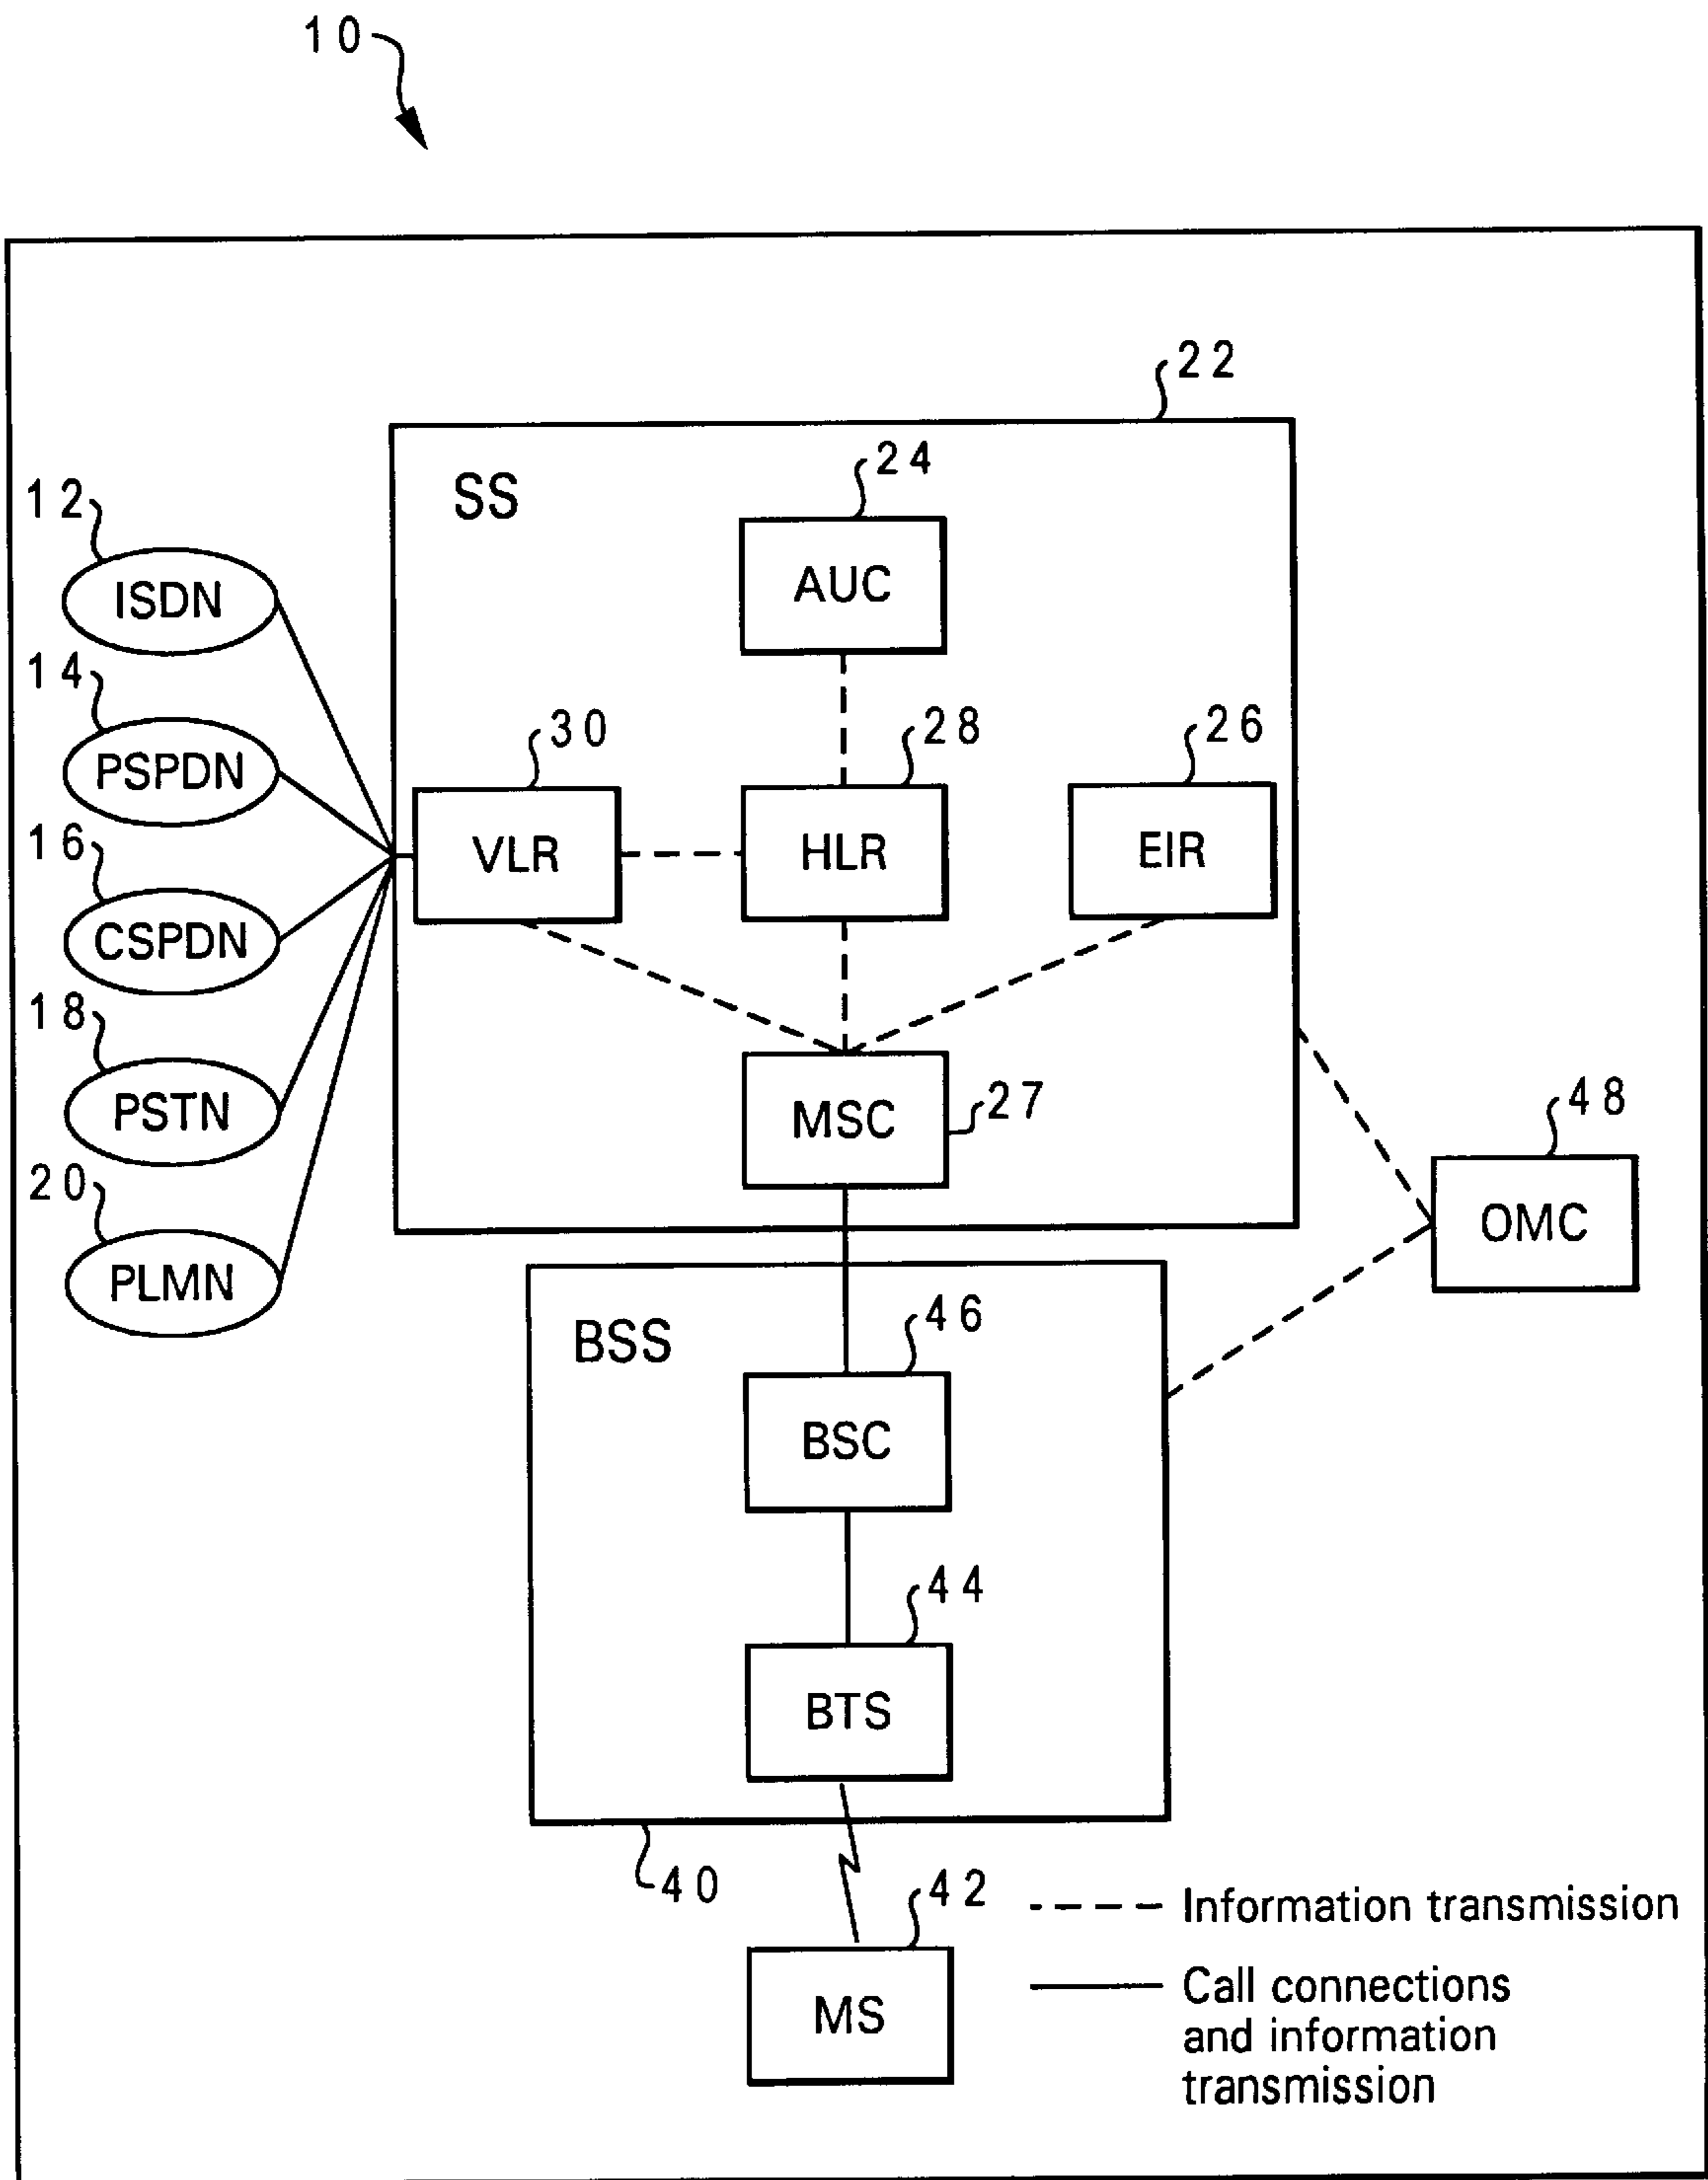 10
22
SS
24
AUC
12
ISDN
14
PSPDN
30
VLR
28
HLR
26
EIR
16
CSPDN
18
PSTN
MSC
27
48
OMC
20
PLMN
BSS
46
BSC
44
BTS
40
42
MS
Information transmission
Call connections
and information
transmission